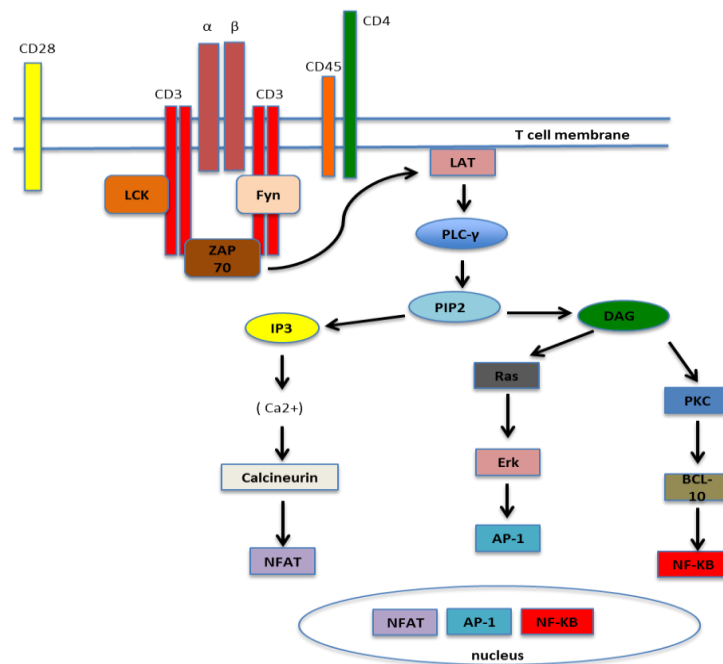 CD4
α β
CD28
CD45
CD3
CD3
T cell membrane
LAT
LCK
Fyn
PLC-γ
ZAP
70
PIP2
DAG
IP3
Ras
PKC
( Ca2+)
Erk
Calcineurin
BCL-
10
AP-1
NFAT
NF-KB
NFAT
AP-1
NF-KB
nucleus